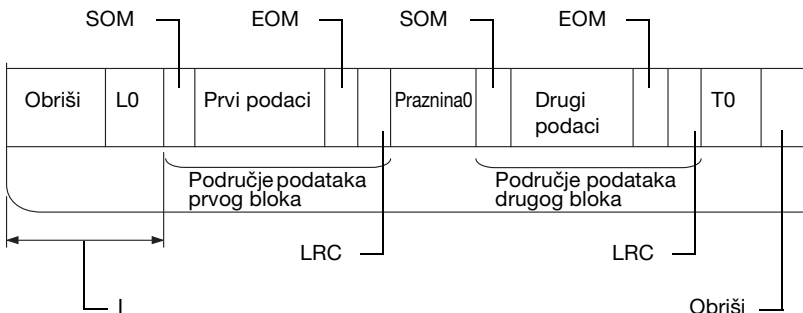 SOM EOM SOM EOM
Obriši L0 Prvi podaci Praznina0 Drugi podaci T0
Područje podataka
prvog bloka
Područje podataka
drugog bloka
LRC LRC
L Obriši